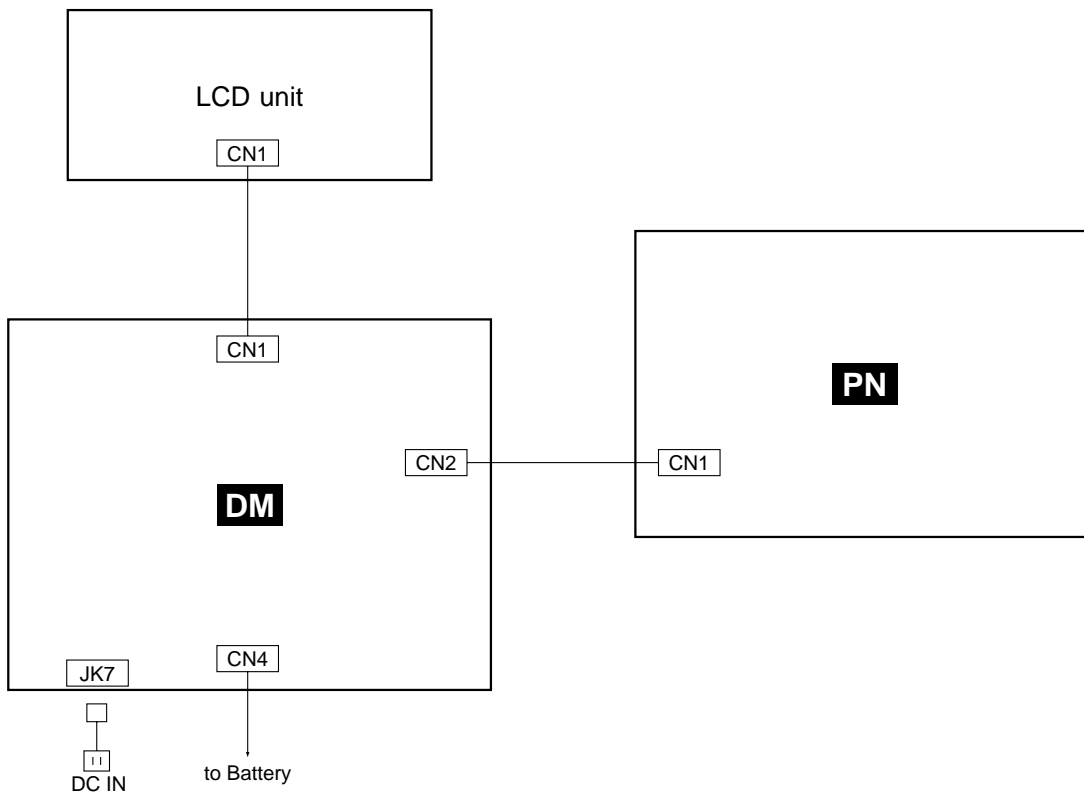 LCD unit
CN1
CN1
PN
CN2
CN1
DM
CN4
JK7
to Battery
DC IN